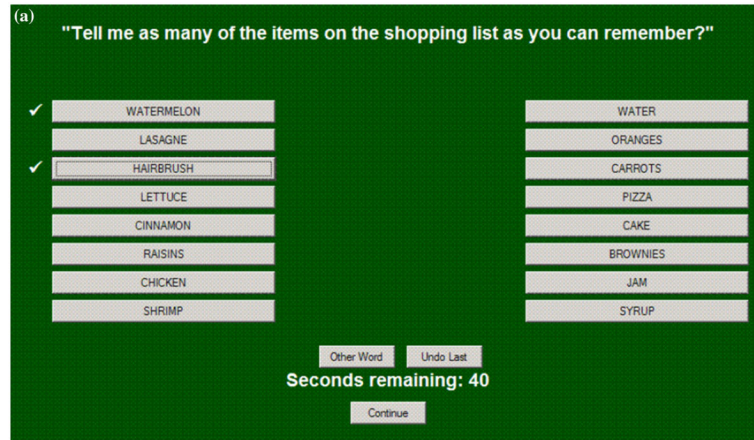 (a)
"Tell me as many of the items on the shopping list as you can remember?"
WATERMELON
LASAGNE
HAIRBRUSH
LETTUCE
CINNAMON
RAISINS
CHICKEN
SHRIMP
WATER
ORANGES
CARROTS
PIZZA
CAKE
BROWNIES
JAM
SYRUP
Other Word Undo Last
Seconds remaining: 40
Continue